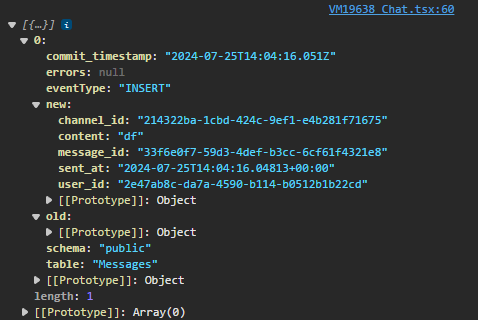 VM19638 Chat.tsx:60
▼ [{…}] i
▼ 0:
commit_timestamp: "2024-07-25T14:04:16.051Z"
errors: null
eventType: "INSERT"
▼ new:
channel_id: "214322ba-1cbd-424c-9ef1-e4b281f71675"
content: "df"
message_id: "33f6e0f7-59d3-4def-b3cc-6cf61f4321e8"
sent_at: "2024-07-25T14:04:16.04813+00:00"
user_id: "2e47ab8c-da7a-4590-b114-b0512b1b22cd"
▶ [[Prototype]]: Object
▼ old:
▶ [[Prototype]]: Object
schema: "public"
table: "Messages"
▶ [[Prototype]]: Object
length: 1
▶ [[Prototype]]: Array(0)